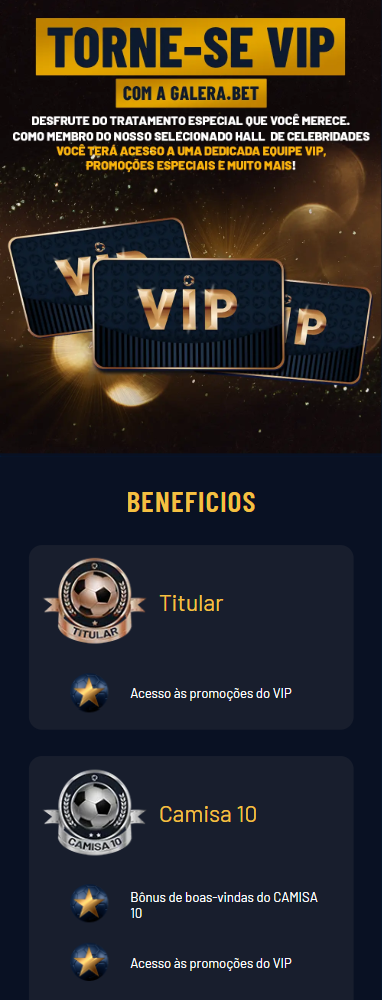 TORNE-SE VIP
COM A GALERA.BET
DESFRUTE DO TRATAMENTO ESPECIAL QUE VOCÊ MERECE.
COMO MEMBRO DO NOSSO SELECIONADO HALL DE CELEBRIDADES
VOCÊ TERÁ ACES6O A UMA DEDICADA EQUIPE VIP,
PROMOÇÕES ESPECIAIS E MUITO MAIS!
VIP
VIP
VIP
BENEFICIOS
TITULAR
Titular
Acesso às promoções do VIP
CAMISA 10
Camisa 10
Bônus de boas-vindas do CAMISA
10
Acesso às promoções do VIP